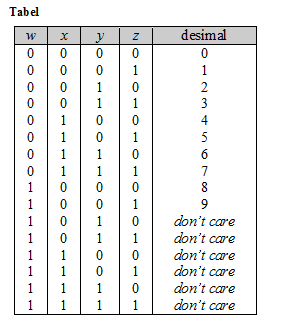 Tabel
w x y z desimal
0 0 0 0 0
0 0 0 1 1
0 0 1 0 2
0 0 1 1 3
0 1 0 0 4
0 1 0 1 5
0 1 1 0 6
0 1 1 1 7
1 0 0 0 8
1 0 0 1 9
1 0 1 0 don't care
1 0 1 1 don't care
1 1 0 0 don't care
1 1 0 1 don't care
1 1 1 0 don't care
1 1 1 1 don't care